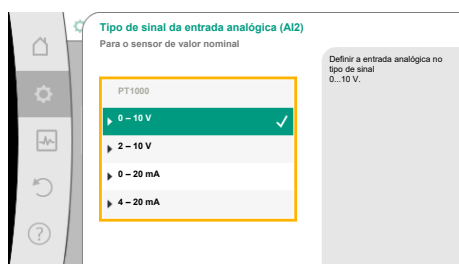 Tipo de sinal da entrada analógica (AI2)
Para o sensor de valor nominal
Definir a entrada analógica no
tipo de sinal
0...10 V.
PT1000
0 – 10 V
2 – 10 V
0 – 20 mA
4 – 20 mA
?